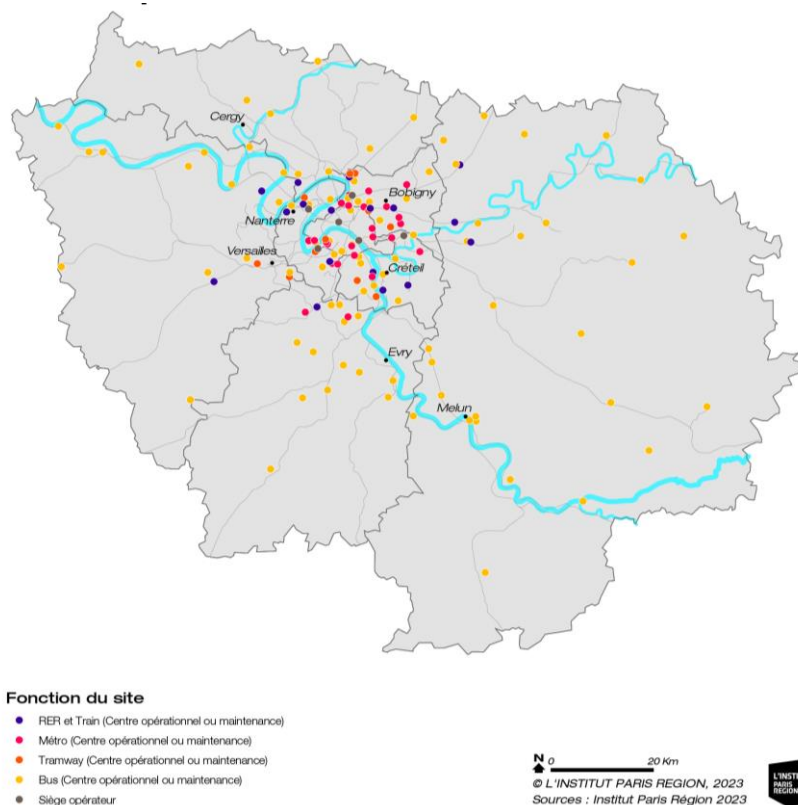 Cergy
Bobigny
Nanterre
Versailles
Créteil
Evry
Melun
Fonction du site
RER et Train (Centre opérationnel ou maintenance)
Métro (Centre opérationnel ou maintenance)
Tramway (Centre opérationnel ou maintenance)
Bus (Centre opérationnel ou maintenance)
Siège opérateur
N 0 20 Km
© L'INSTITUT PARIS REGION, 2023
Sources : Institut Paris Région 2023
PARIS